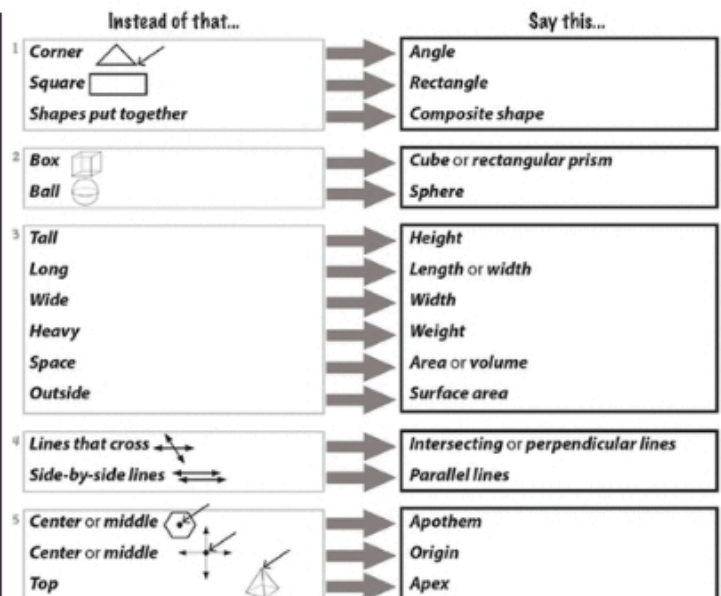 Instead of that... Say this...
1 Corner Angle
Square Rectangle
Shapes put together Composite shape
2 Box Cube or rectangular prism
Ball Sphere
3 Tall Height
Long Length or width
Wide Width
Heavy Weight
Space Area or volume
Outside Surface area
4 Lines that cross Intersecting or perpendicular lines
Side-by-side lines Parallel lines
5 Center or middle Apothem
Center or middle Origin
Top Apex